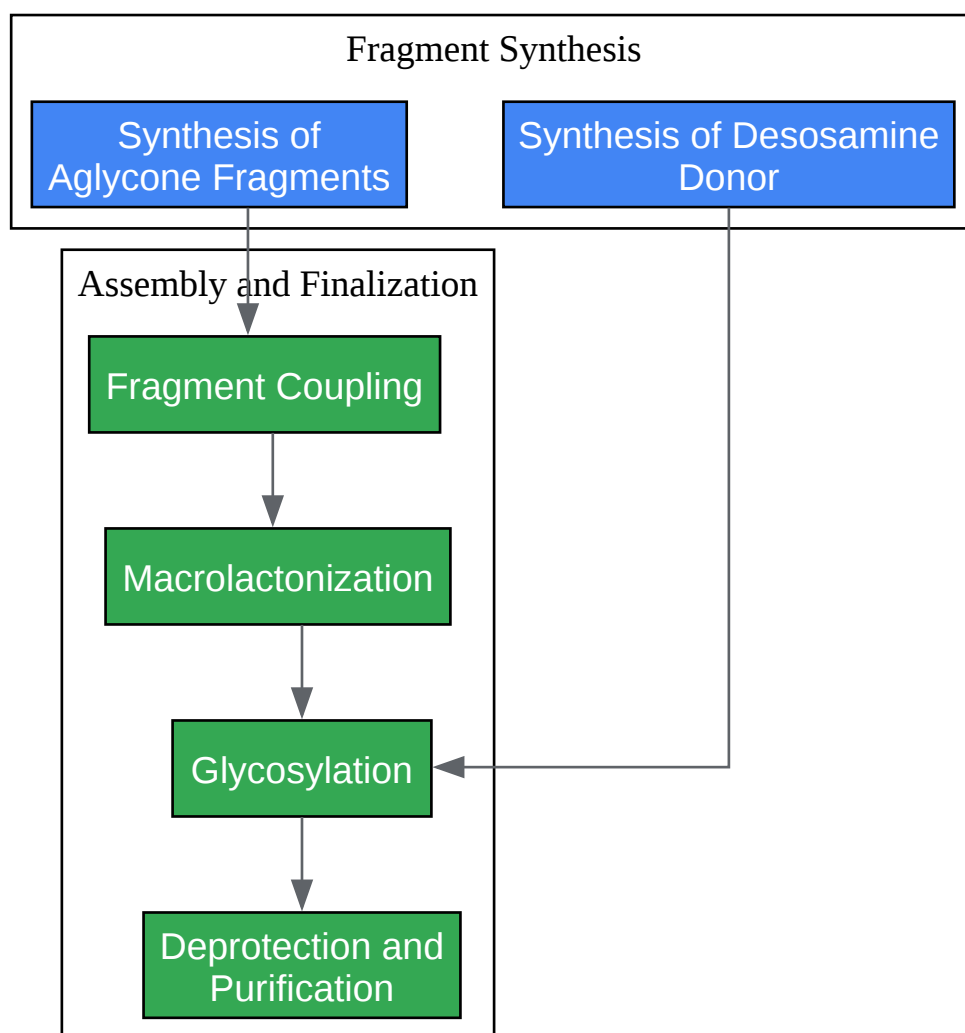 Fragment Synthesis
Synthesis of
Aglycone Fragments
Synthesis of Desosamine
Donor
Assembly and Finalization
Fragment Coupling
Macrolactonization
Glycosylation
Deprotection and
Purification